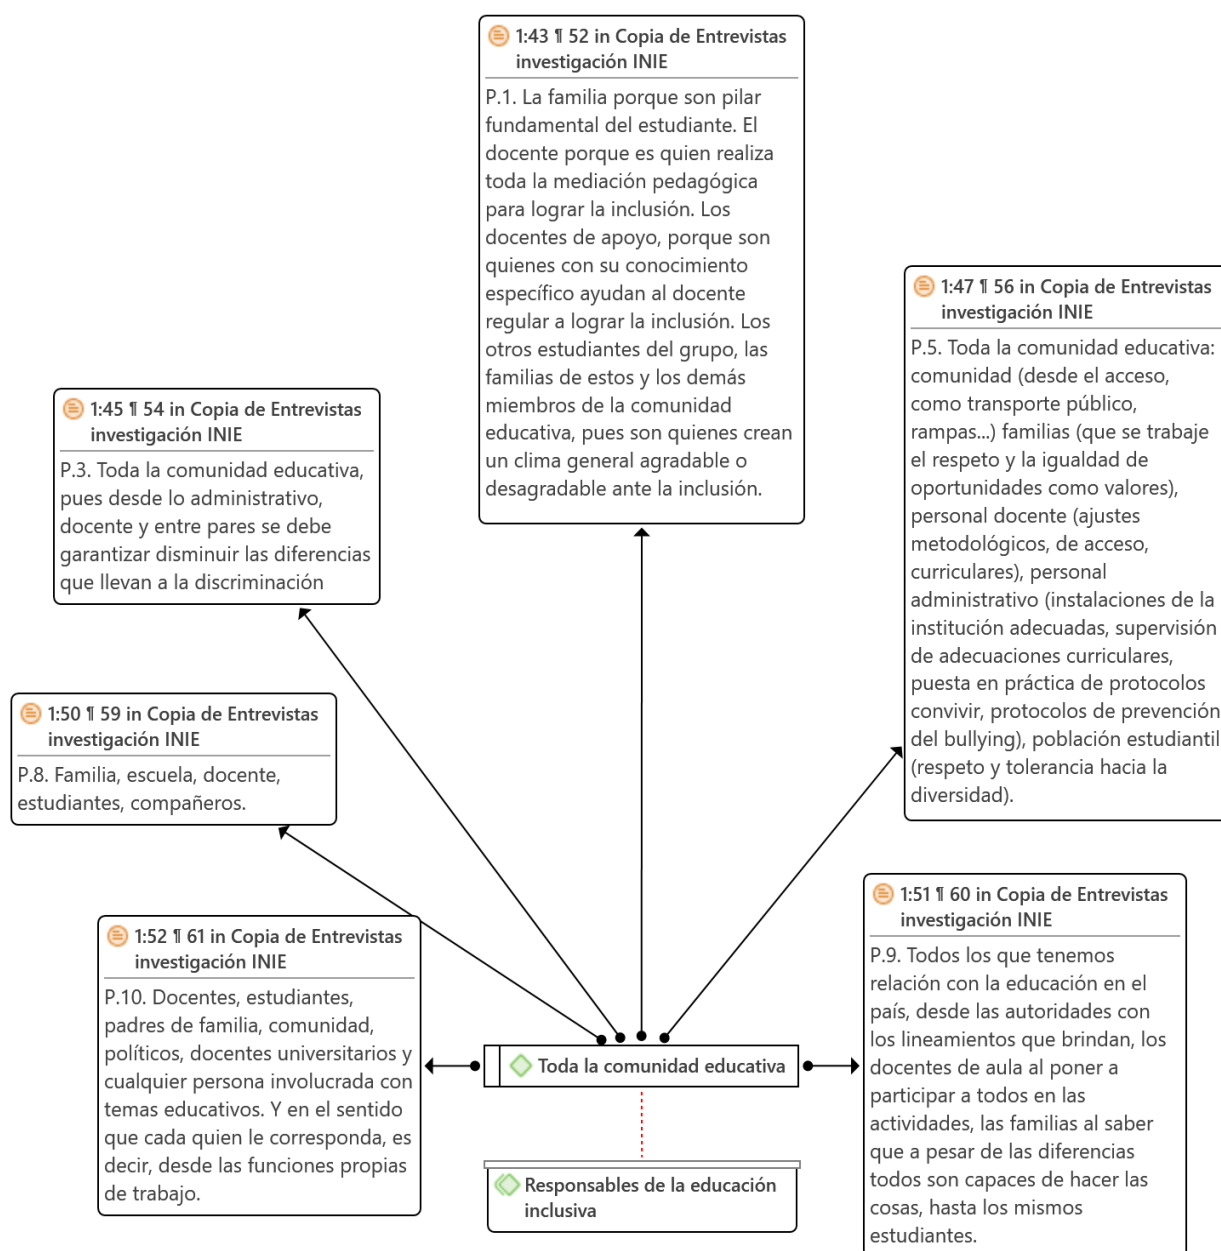 1:43 ¶ 52 in Copia de Entrevistas
investigación INIE
P.1. La familia porque son pilar
fundamental del estudiante. El
docente porque es quien realiza
toda la mediación pedagógica
para lograr la inclusión. Los
docentes de apoyo, porque son
quienes con su conocimiento
específico ayudan al docente
regular a lograr la inclusión. Los
otros estudiantes del grupo, las
familias de estos y los demás
miembros de la comunidad
educativa, pues son quienes crean
un clima general agradable o
desagradable ante la inclusión.
1:47 ¶ 56 in Copia de Entrevistas
investigación INIE
P.5. Toda la comunidad educativa:
comunidad (desde el acceso,
como transporte público,
rampas...) familias (que se trabaje
el respeto y la igualdad de
oportunidades como valores),
personal docente (ajustes
metodológicos, de acceso,
curriculares), personal
administrativo (instalaciones de la
institución adecuadas, supervisión
de adecuaciones curriculares,
puesta en práctica de protocolos
convivir, protocolos de prevención
del bullying), población estudiantil
(respeto y tolerancia hacia la
diversidad).
1:45 ¶ 54 in Copia de Entrevistas
investigación INIE
P.3. Toda la comunidad educativa,
pues desde lo administrativo,
docente y entre pares se debe
garantizar disminuir las diferencias
que llevan a la discriminación
1:50 ¶ 59 in Copia de Entrevistas
investigación INIE
P.8. Familia, escuela, docente,
estudiantes, compañeros.
1:52 ¶ 61 in Copia de Entrevistas
investigación INIE
P.10. Docentes, estudiantes,
padres de familia, comunidad,
políticos, docentes universitarios y
cualquier persona involucrada con
temas educativos. Y en el sentido
que cada quien le corresponda, es
decir, desde las funciones propias
de trabajo.
1:51 ¶ 60 in Copia de Entrevistas
investigación INIE
P.9. Todos los que tenemos
relación con la educación en el
país, desde las autoridades con
los lineamientos que brindan, los
docentes de aula al poner a
participar a todos en las
actividades, las familias al saber
que a pesar de las diferencias
todos son capaces de hacer las
cosas, hasta los mismos
estudiantes.
Toda la comunidad educativa
Responsables de la educación
inclusiva